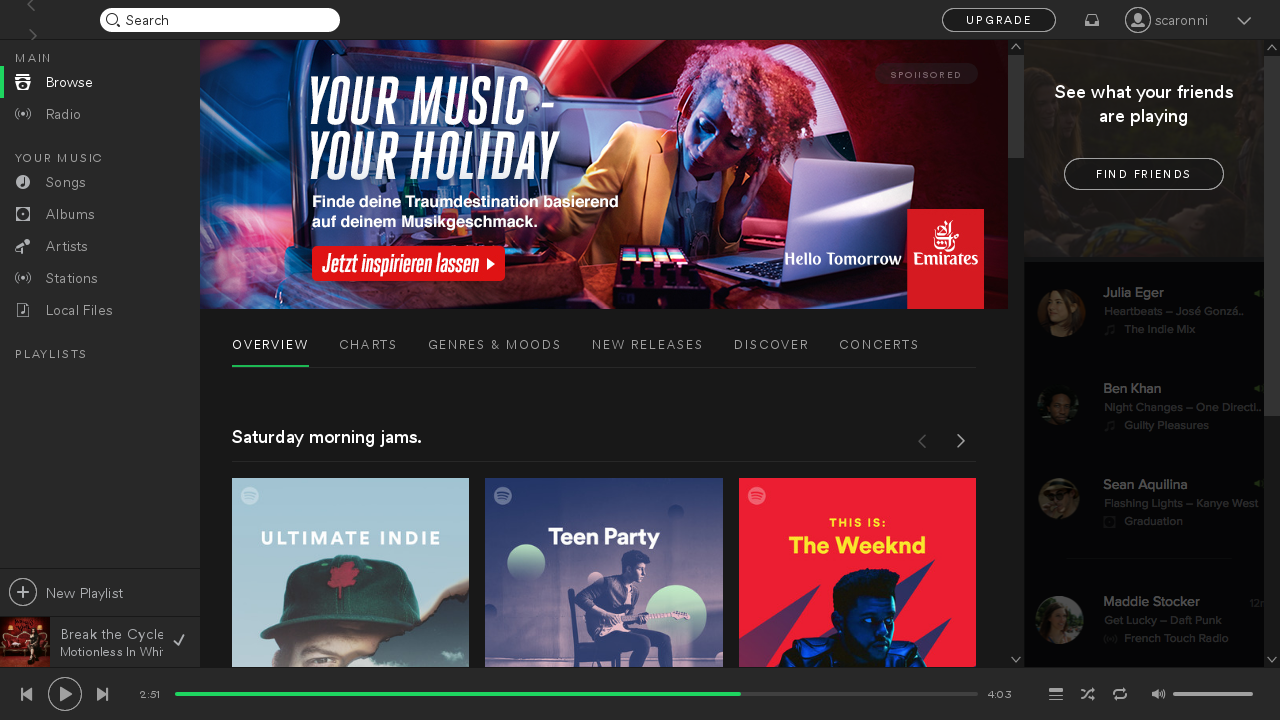 Search
UPGRADE
scaronni
MAIN
Browse
Radio
YOUR MUSIC
Songs
Albums
Artists
Stations
Local Files
PLAYLISTS
New Playlist
Break the Cycle
Motionless In Whi
YOUR MUSIC -
YOUR HOLIDAY
Finde deine Traumdestination basierend
auf deinem Musikgeschmack.
Jetzt inspirieren lassen
SPONSORED
Hello Tomorrow
Emirates
OVERVIEW CHARTS GENRES & MOODS NEW RELEASES DISCOVER CONCERTS
Saturday morning jams.
ULTIMATE INDIE
Teen Party
THIS IS:
The Weeknd
See what your friends
are playing
FIND FRIENDS
Julia Eger
Heartbeats – José Gonzá..
The Indie Mix
Ben Khan
Night Changes – One Directi..
Guilty Pleasures
Sean Aquilina
Flashing Lights – Kanye West
Graduation
Maddie Stocker
Get Lucky – Daft Punk
French Touch Radio
2:51
4:03